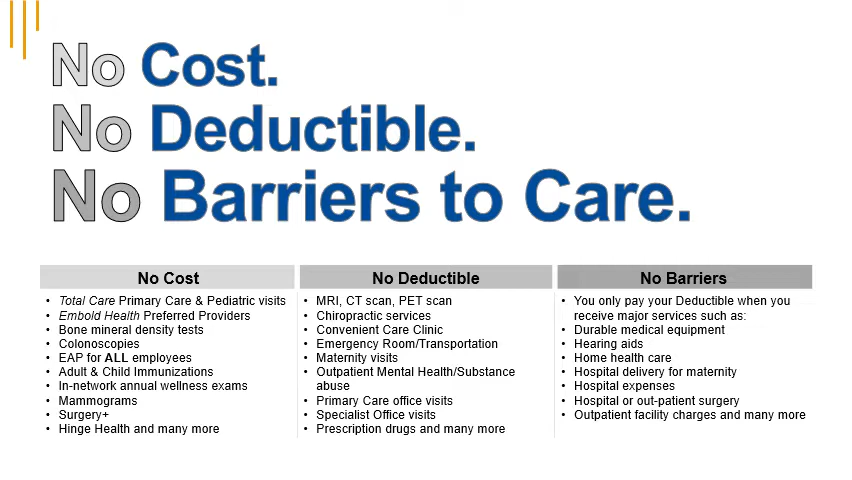 No Cost.
No Deductible.
No Barriers to Care.
No Cost
• Total Care Primary Care & Pediatric visits
• Embold Health Preferred Providers
• Bone mineral density tests
• Colonoscopies
• EAP for ALL employees
• Adult & Child Immunizations
• In-network annual wellness exams
• Mammograms
• Surgery+
• Hinge Health and many more
No Deductible
• MRI, CT scan, PET scan
• Chiropractic services
• Convenient Care Clinic
• Emergency Room/Transportation
• Maternity visits
• Outpatient Mental Health/Substance
abuse
• Primary Care office visits
• Specialist Office visits
• Prescription drugs and many more
No Barriers
• You only pay your Deductible when you
receive major services such as:
• Durable medical equipment
• Hearing aids
• Home health care
• Hospital delivery for maternity
• Hospital expenses
• Hospital or out-patient surgery
• Outpatient facility charges and many more